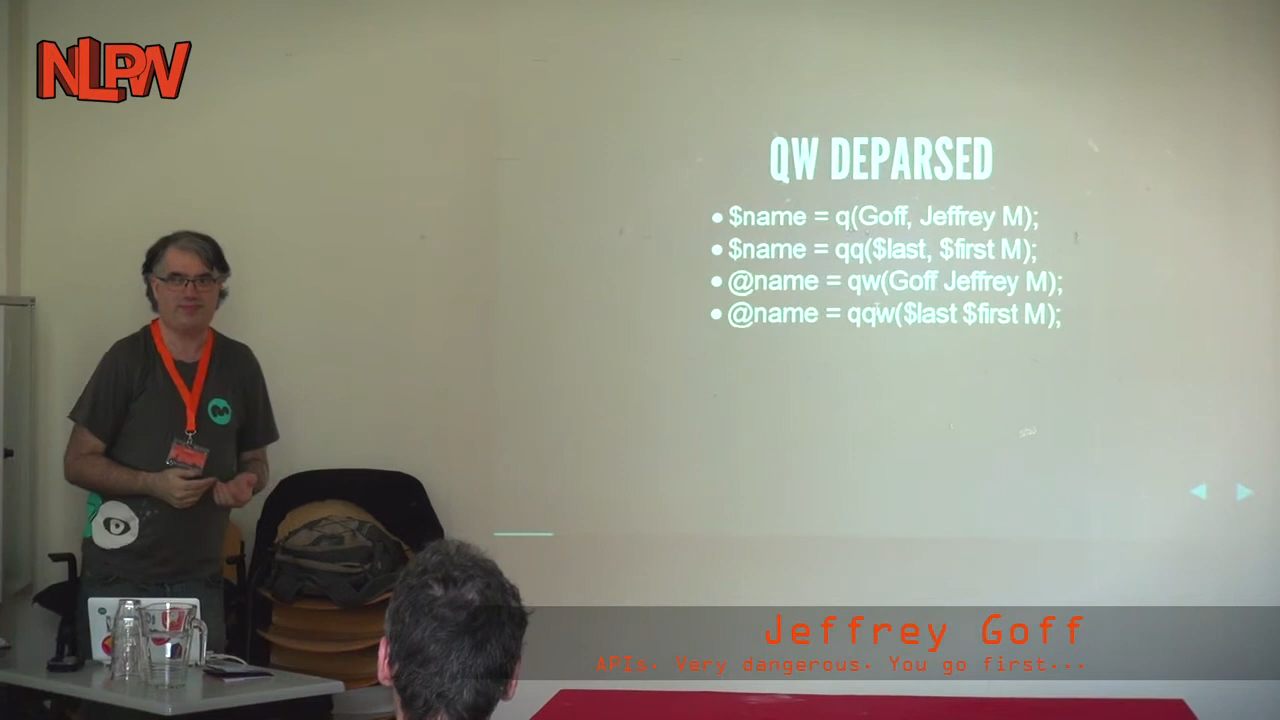 NLPW
QW DEPARSED
• $name = q(Goff, Jeffrey M);
• $name = qq($last, $first M);
• @name = qw(Goff Jeffrey M);
• @name = qqw($last $first M);
Jeffrey Goff
APIs. Very dangerous. You go first...